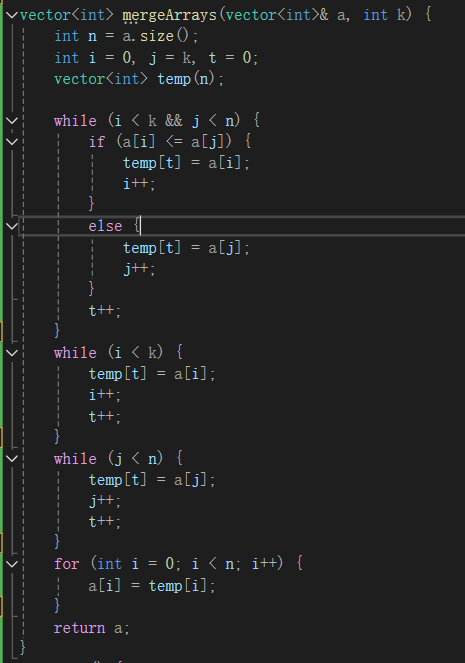 vector<int> mergeArrays(vector<int>& a, int k) {
    int n = a.size();
    int i = 0, j = k, t = 0;
    vector<int> temp(n);

    while (i < k && j < n) {
        if (a[i] <= a[j]) {
            temp[t] = a[i];
            i++;
        }
        else {
            temp[t] = a[j];
            j++;
        }
        t++;
    }
    while (i < k) {
        temp[t] = a[i];
        i++;
        t++;
    }
    while (j < n) {
        temp[t] = a[j];
        j++;
        t++;
    }
    for (int i = 0; i < n; i++) {
        a[i] = temp[i];
    }
    return a;
}